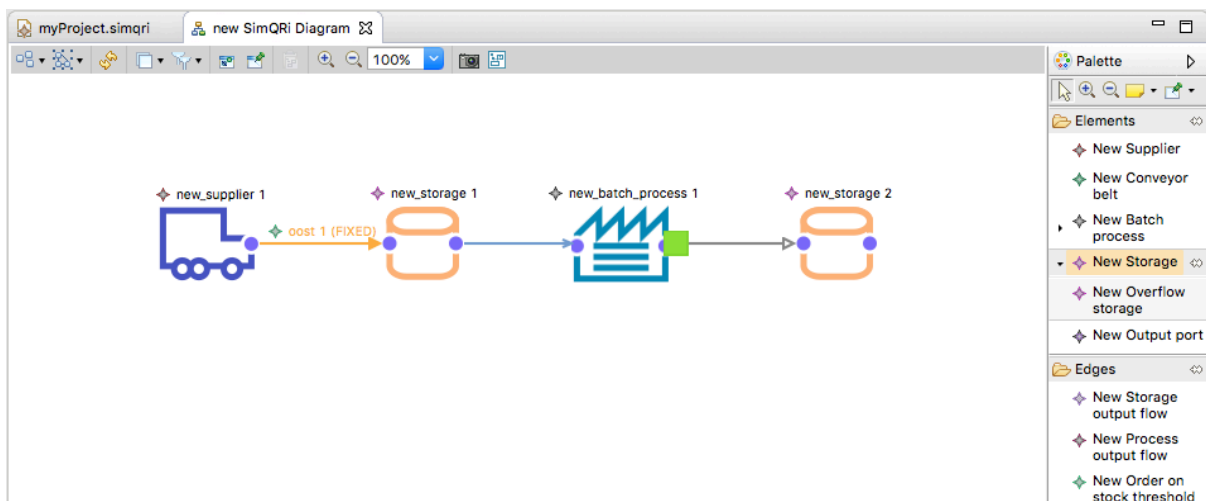 myProject.simqri
new SimQRi Diagram
100%
Palette
Elements
New Supplier
New Conveyor
belt
New Batch
process
New Storage
New Overflow
storage
New Output port
Edges
New Storage
output flow
New Process
output flow
New Order on
stock threshold
new_supplier 1
new_storage 1
new_batch_process 1
new_storage 2
oost 1 (FIXED)